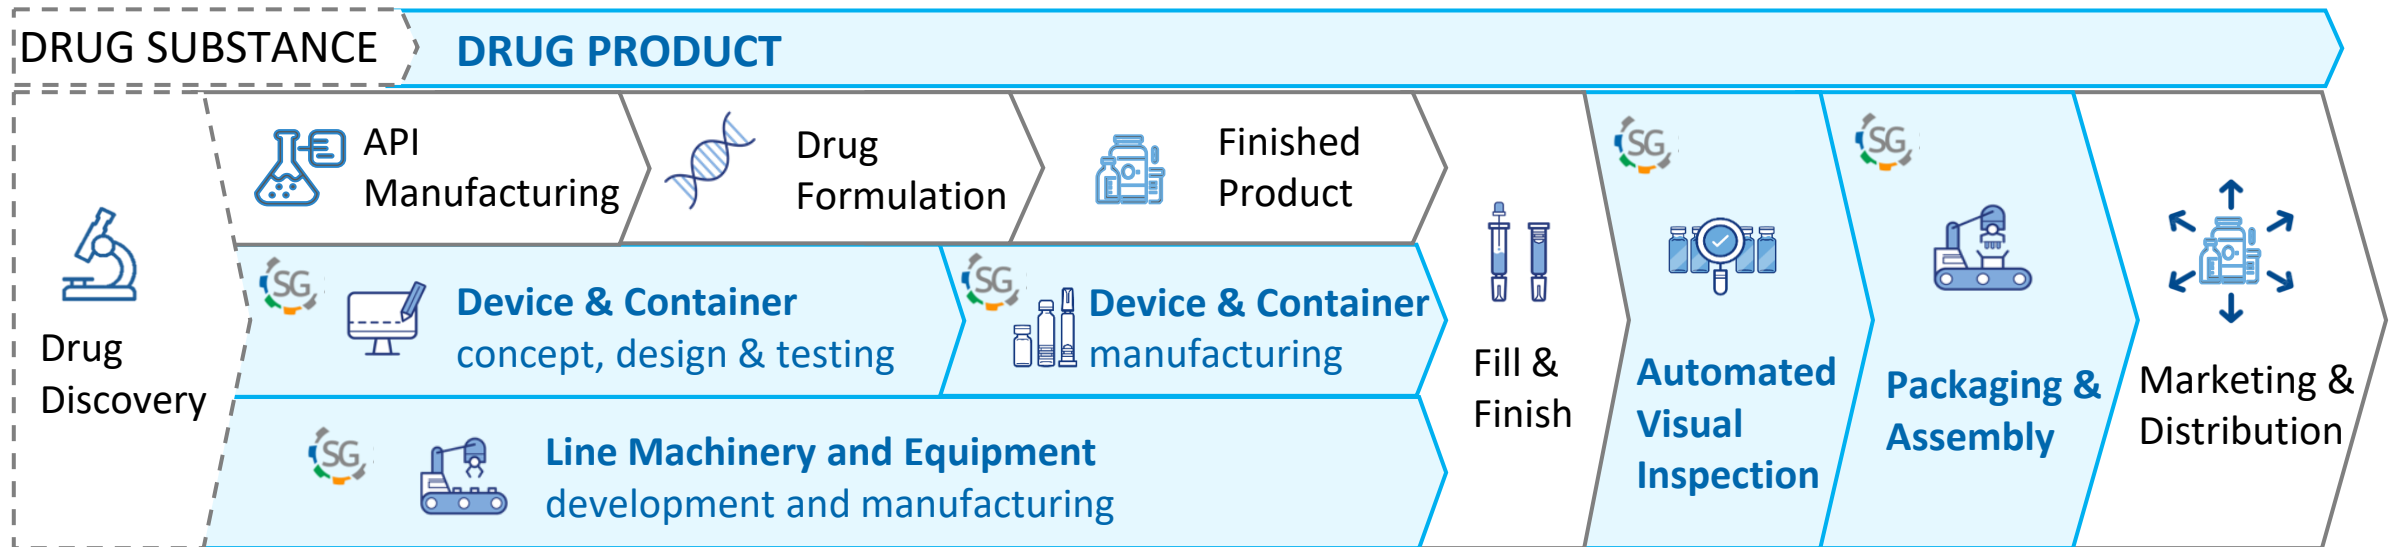 DRUG SUBSTANCE
DRUG PRODUCT
Drug
Discovery
API
Manufacturing
Drug
Formulation
Finished
Product
SG
Device & Container
concept, design & testing
SG
Device & Container
manufacturing
SG
Line Machinery and Equipment
development and manufacturing
Fill &
Finish
SG
Automated
Visual
Inspection
SG
Packaging &
Assembly
Marketing &
Distribution